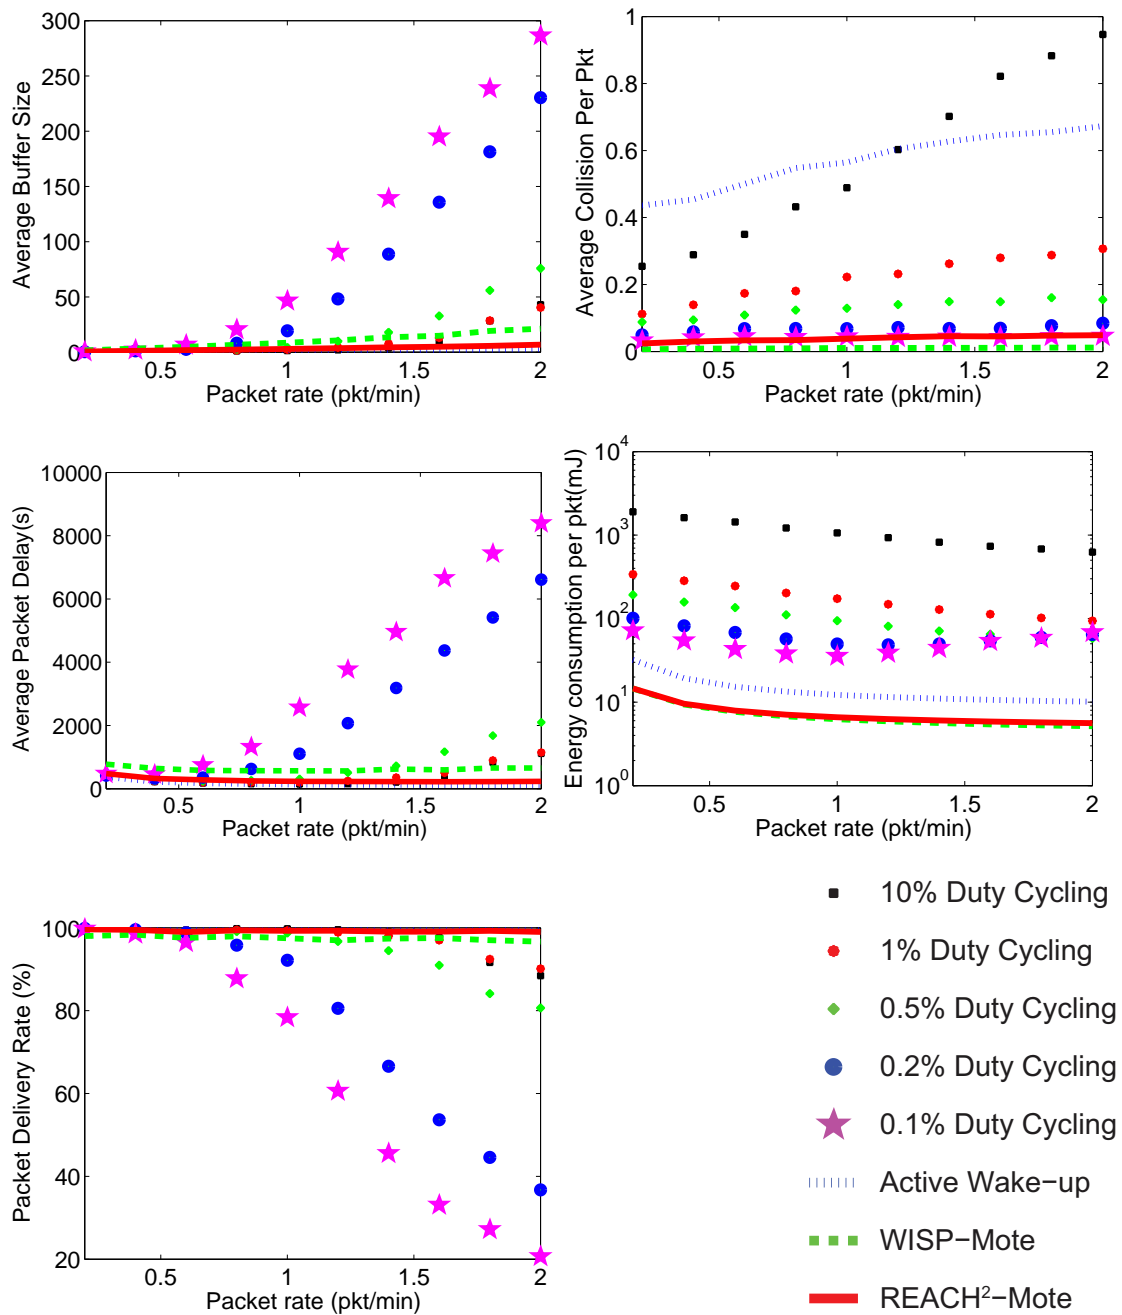 300
250
200
150
100
50
0
0.5
1
1.5
2
Average Buffer Size
Packet rate (pkt/min)
1
0.8
0.6
0.4
0.2
0
0.5
1
1.5
2
Average Collision Per Pkt
Packet rate (pkt/min)
10000
8000
6000
4000
2000
0
0.5
1
1.5
2
Average Packet Delay(s)
Packet rate (pkt/min)
10^4
10^3
10^2
10^1
10^0
0.5
1
1.5
2
Energy consumption per pkt(mJ)
Packet rate (pkt/min)
100
80
60
40
20
0.5
1
1.5
2
Packet Delivery Rate (%)
Packet rate (pkt/min)
10% Duty Cycling
1% Duty Cycling
0.5% Duty Cycling
0.2% Duty Cycling
0.1% Duty Cycling
Active Wake−up
WISP−Mote
REACH²−Mote